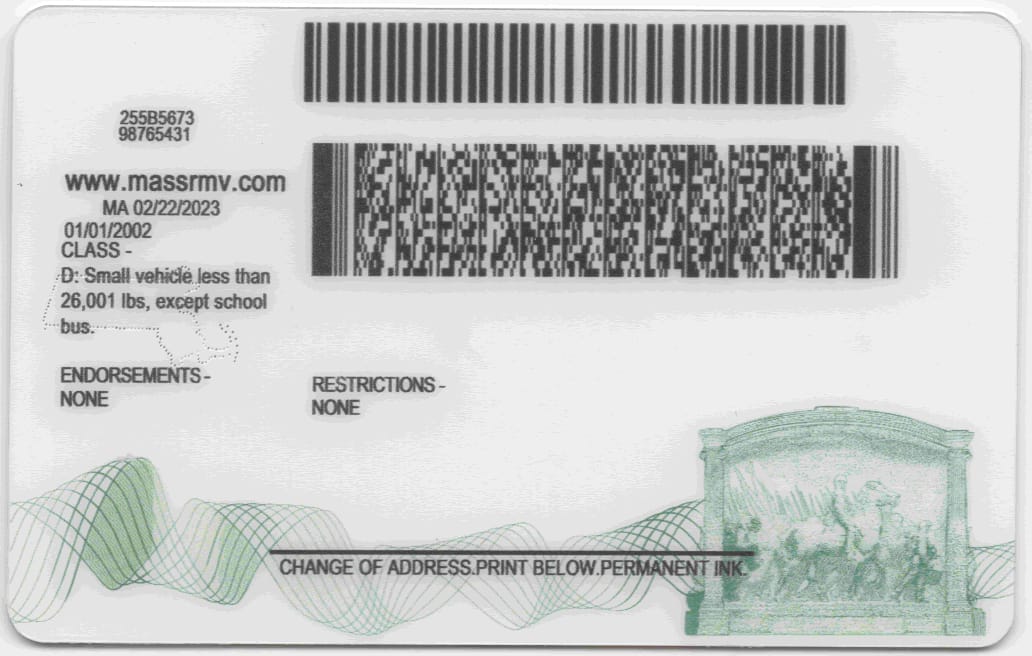 255B5673
98765431
www.massrmv.com
MA 02/22/2023
01/01/2002
CLASS -
D: Small vehicle less than
26,001 lbs, except school
bus.
ENDORSEMENTS -
NONE
RESTRICTIONS -
NONE
CHANGE OF ADDRESS.PRINT BELOW.PERMANENT INK.